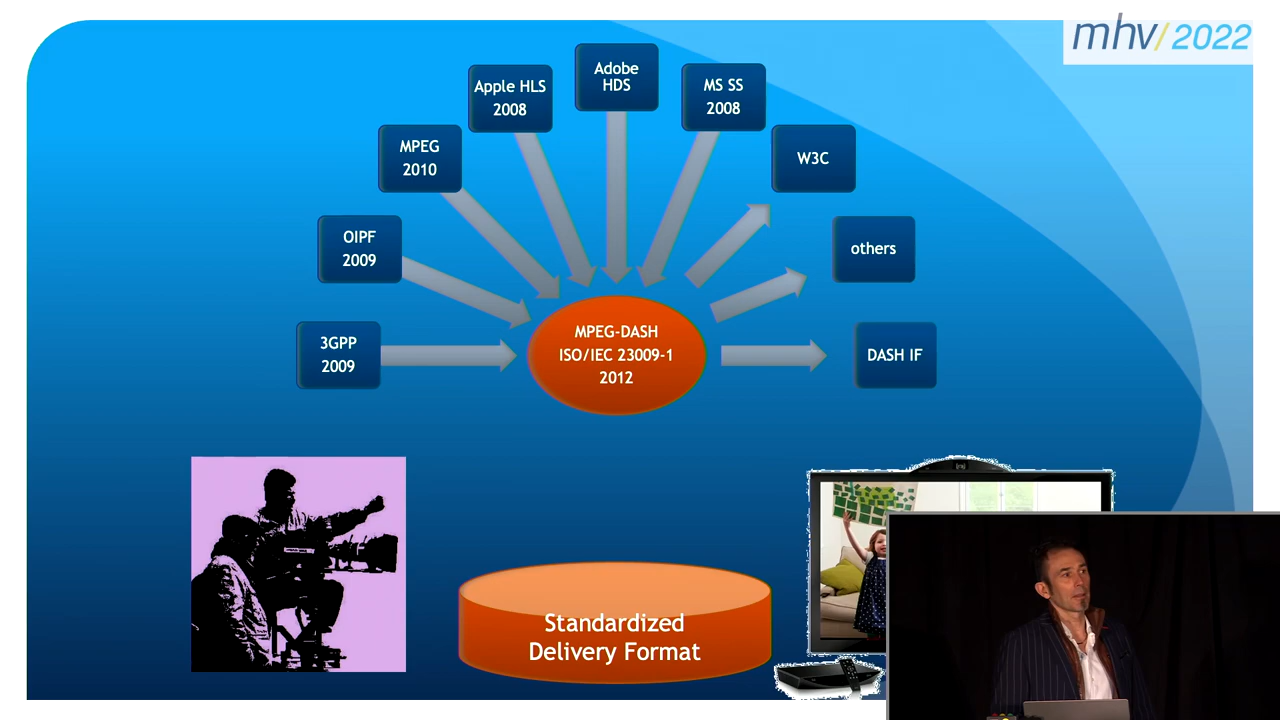 mhv/2022
Adobe
HDS
Apple HLS
2008
MS SS
2008
MPEG
2010
W3C
OIPF
2009
others
3GPP
2009
MPEG-DASH
ISO/IEC 23009-1
2012
DASH IF
Standardized
Delivery Format